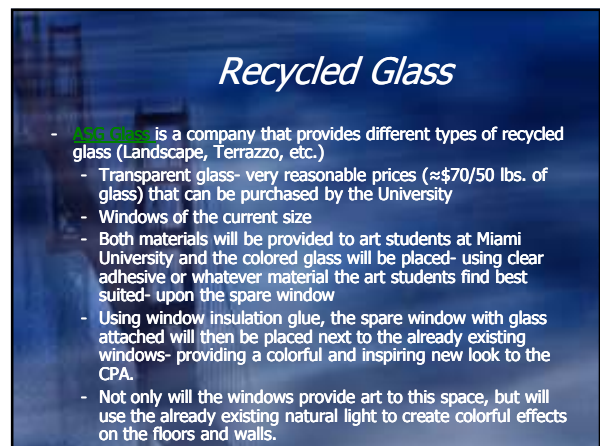 Recycled Glass
- ASG Glass is a company that provides different types of recycled
glass (Landscape, Terrazzo, etc.)
- Transparent glass- very reasonable prices (≈$70/50 lbs. of
glass) that can be purchased by the University
- Windows of the current size
- Both materials will be provided to art students at Miami
University and the colored glass will be placed- using clear
adhesive or whatever material the art students find best
suited- upon the spare window
- Using window insulation glue, the spare window with glass
attached will then be placed next to the already existing
windows- providing a colorful and inspiring new look to the
CPA.
- Not only will the windows provide art to this space, but will
use the already existing natural light to create colorful effects
on the floors and walls.